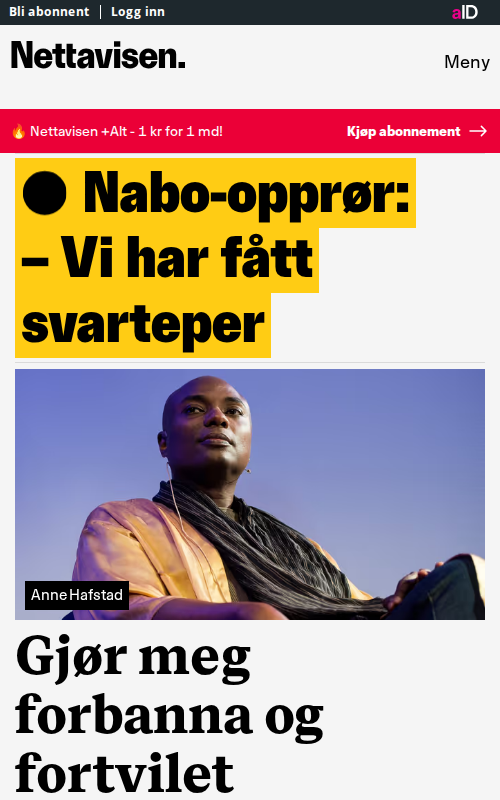 Bli abonnent | Logg inn
aID
Nettavisen.
Meny
🔥 Nettavisen +Alt - 1 kr for 1 md!
Kjøp abonnement →
● Nabo-opprør:
– Vi har fått
svarteper
Anne Hafstad
Gjør meg
forbanna og
fortvilet